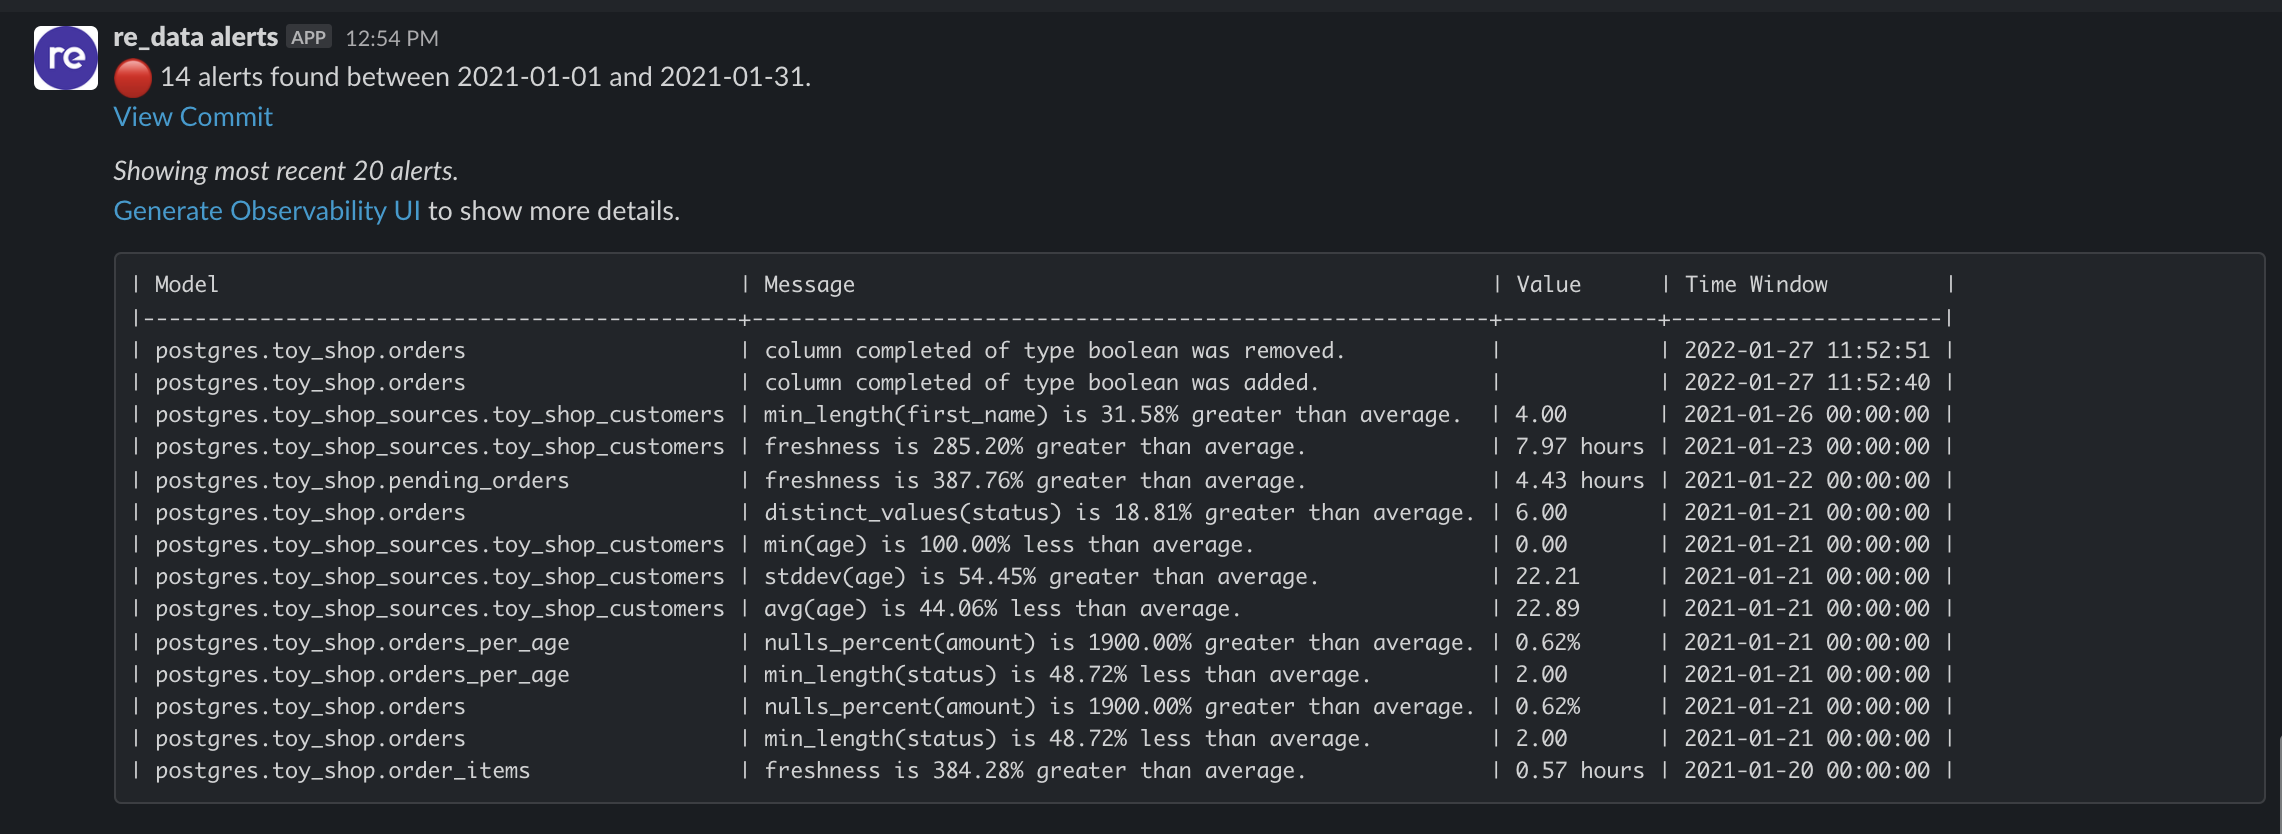 re
re_data alerts APP 12:54 PM
14 alerts found between 2021-01-01 and 2021-01-31.
View Commit
Showing most recent 20 alerts.
Generate Observability UI to show more details.
| Model | Message | Value | Time Window |
|----------------------------------------------+---------------------------------------------------------+------------+---------------------|
| postgres.toy_shop.orders | column completed of type boolean was removed. | | 2022-01-27 11:52:51 |
| postgres.toy_shop.orders | column completed of type boolean was added. | | 2022-01-27 11:52:40 |
| postgres.toy_shop_sources.toy_shop_customers | min_length(first_name) is 31.58% greater than average. | 4.00 | 2021-01-26 00:00:00 |
| postgres.toy_shop_sources.toy_shop_customers | freshness is 285.20% greater than average. | 7.97 hours | 2021-01-23 00:00:00 |
| postgres.toy_shop.pending_orders | freshness is 387.76% greater than average. | 4.43 hours | 2021-01-22 00:00:00 |
| postgres.toy_shop.orders | distinct_values(status) is 18.81% greater than average. | 6.00 | 2021-01-21 00:00:00 |
| postgres.toy_shop_sources.toy_shop_customers | min(age) is 100.00% less than average. | 0.00 | 2021-01-21 00:00:00 |
| postgres.toy_shop_sources.toy_shop_customers | stddev(age) is 54.45% greater than average. | 22.21 | 2021-01-21 00:00:00 |
| postgres.toy_shop_sources.toy_shop_customers | avg(age) is 44.06% less than average. | 22.89 | 2021-01-21 00:00:00 |
| postgres.toy_shop.orders_per_age | nulls_percent(amount) is 1900.00% greater than average. | 0.62% | 2021-01-21 00:00:00 |
| postgres.toy_shop.orders_per_age | min_length(status) is 48.72% less than average. | 2.00 | 2021-01-21 00:00:00 |
| postgres.toy_shop.orders | nulls_percent(amount) is 1900.00% greater than average. | 0.62% | 2021-01-21 00:00:00 |
| postgres.toy_shop.orders | min_length(status) is 48.72% less than average. | 2.00 | 2021-01-21 00:00:00 |
| postgres.toy_shop.order_items | freshness is 384.28% greater than average. | 0.57 hours | 2021-01-20 00:00:00 |